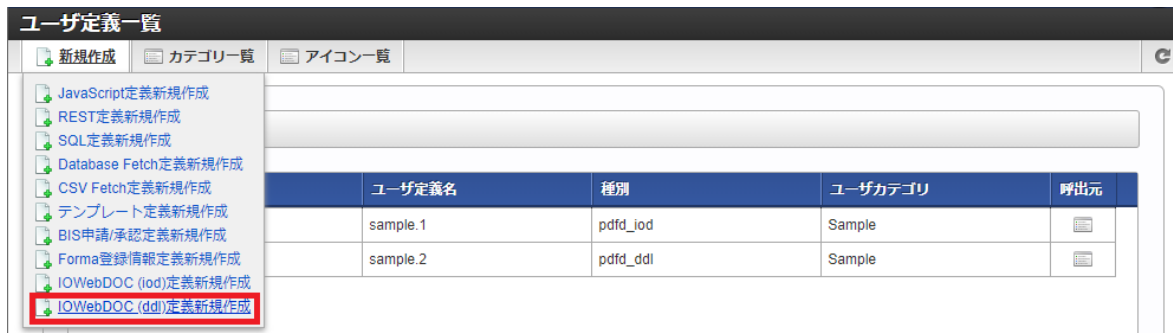 ユーザ定義一覧
新規作成 カテゴリ一覧 アイコン一覧
JavaScript定義新規作成
REST定義新規作成
SQL定義新規作成
Database Fetch定義新規作成
CSV Fetch定義新規作成
テンプレート定義新規作成
BIS申請/承認定義新規作成
Forma登録情報定義新規作成
IOWebDOC (iod)定義新規作成
IOWebDOC (ddl)定義新規作成
ユーザ定義名 種別 ユーザカテゴリ 呼出元
sample.1 pdfd_iod Sample
sample.2 pdfd_ddl Sample